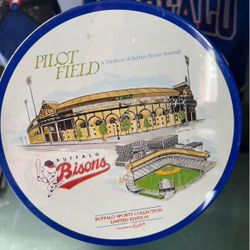 PILOT
FIELD
A Tradition of Buffalo Bisons Baseball
BUFFALO
Bisons
BUFFALO SPORTS COLLECTION
LIMITED EDITION